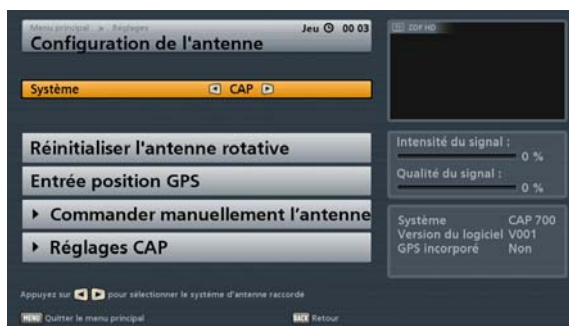 Menu principal > Réglages
Configuration de l'antenne
Jeu 00 03
ZDF HD
Système CAP
Réinitialiser l'antenne rotative
Entrée position GPS
Commander manuellement l'antenne
Réglages CAP
Intensité du signal :
0 %
Qualité du signal :
0 %
Système CAP 700
Version du logiciel V001
GPS incorporé Non
Appuyez sur pour sélectionner le système d'antenne raccordé
MENU Quitter le menu principal
BACK Retour